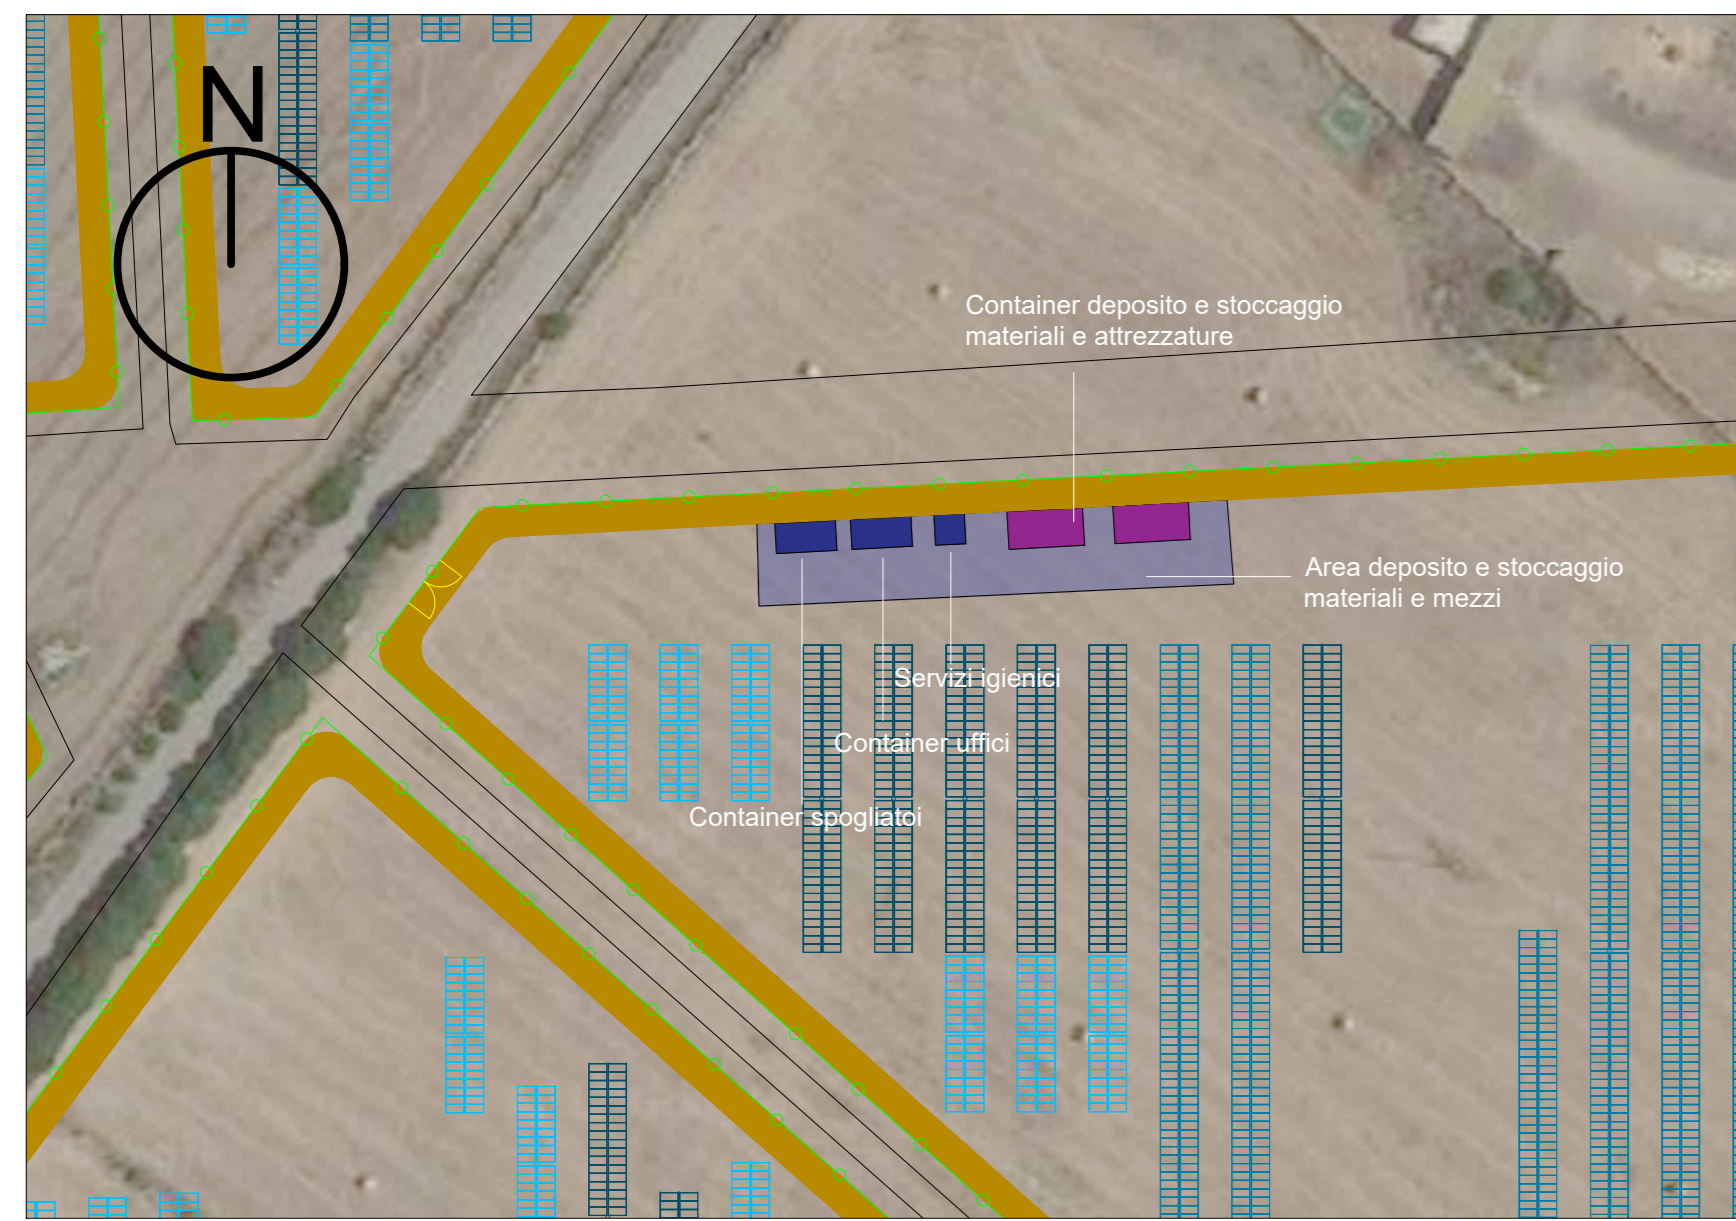 N
Container deposito e stoccaggio
materiali e attrezzature
Area deposito e stoccaggio
materiali e mezzi
Servizi igienici
Container uffici
Container spogliatoi